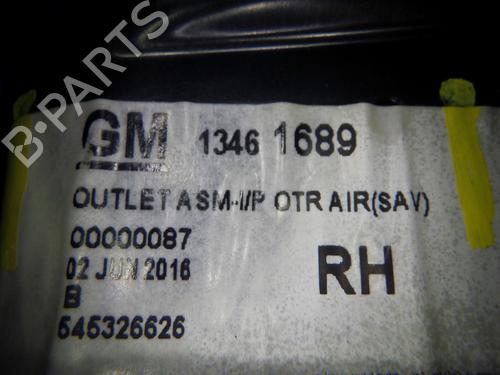 B-PARTS
GM 1346 1689
OUTLET ASM-I/P OTR AIR(SAV)
00000087
02 JUN 2016
RH
B
545326626